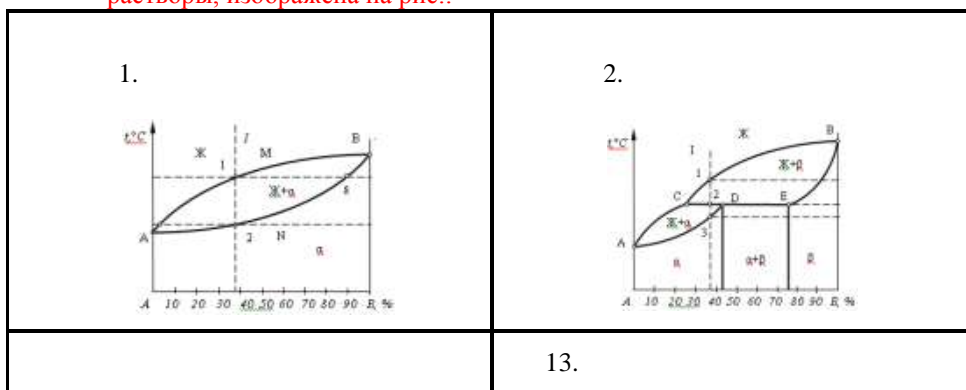 растворы, изображена на рис..
1.
t°C
Ж
I
M
B
1
Ж+α
s
A
2
N
α
A 10 20 30 40 50 60 70 80 90 B, %
2.
t°C
Ж
B
I
1
Ж+β
C
2
D
E
Ж+α
3
A
α
α+β
β
A 10 20 30 40 50 60 70 80 90 B, %
13.